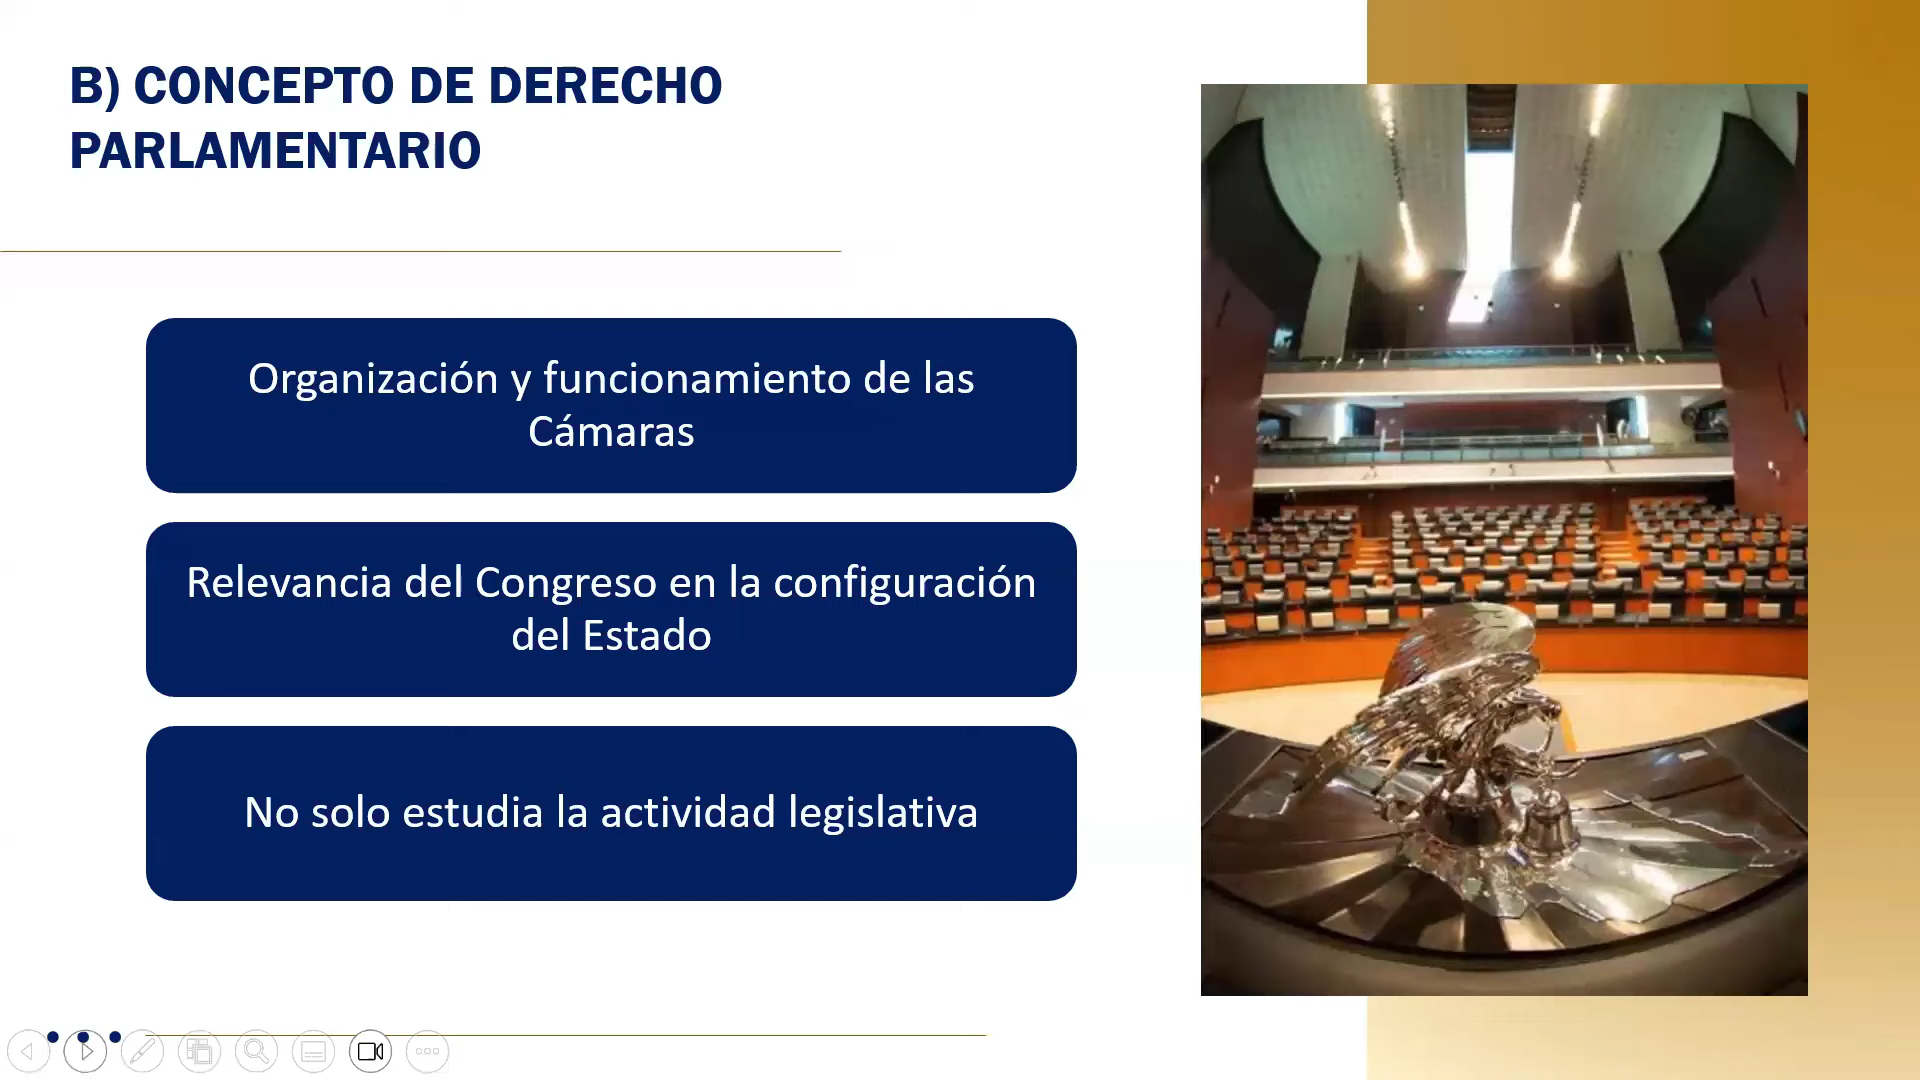 B) CONCEPTO DE DERECHO
PARLAMENTARIO
Organización y funcionamiento de las
Cámaras
Relevancia del Congreso en la configuración
del Estado
No solo estudia la actividad legislativa